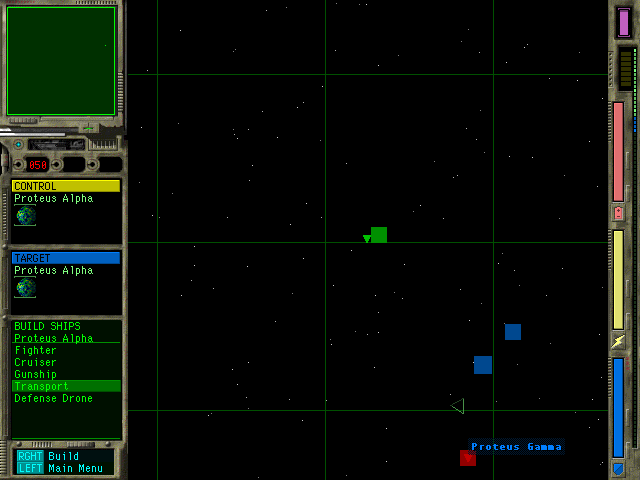 050
CONTROL
Proteus Alpha
TARGET
Proteus Alpha
BUILD SHIPS
Proteus Alpha
Fighter
Cruiser
Gunship
Transport
Defense Drone
RGHT Build
LEFT Main Menu
Proteus Gamma